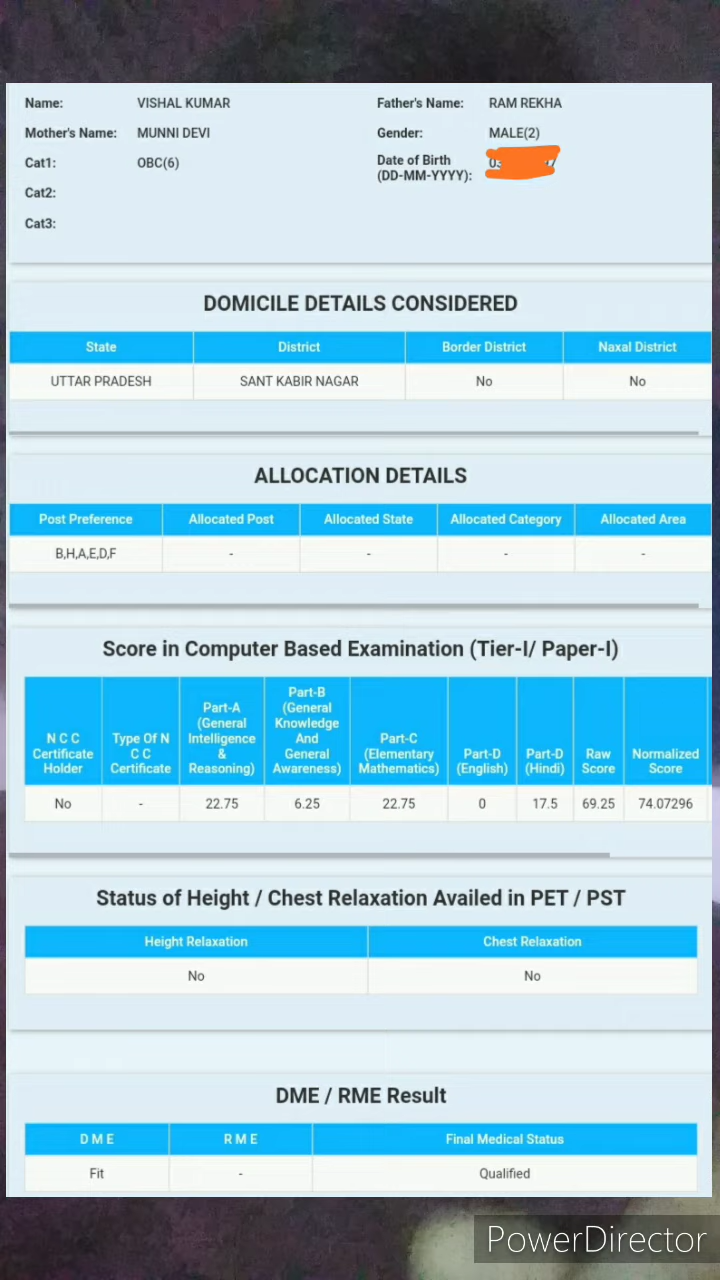 Name: VISHAL KUMAR Father's Name: RAM REKHA
Mother's Name: MUNNI DEVI Gender: MALE(2)
Cat1: OBC(6) Date of Birth (DD-MM-YYYY):
Cat2:
Cat3:
DOMICILE DETAILS CONSIDERED
State District Border District Naxal District
UTTAR PRADESH SANT KABIR NAGAR No No
ALLOCATION DETAILS
Post Preference Allocated Post Allocated State Allocated Category Allocated Area
B,H,A,E,D,F - - - -
Score in Computer Based Examination (Tier-I/ Paper-I)
N C C Certificate Holder
Type Of N C C Certificate
Part-A (General Intelligence & Reasoning)
Part-B (General Knowledge And General Awareness)
Part-C (Elementary Mathematics)
Part-D (English)
Part-D (Hindi)
Raw Score
Normalized Score
No - 22.75 6.25 22.75 0 17.5 69.25 74.07296
Status of Height / Chest Relaxation Availed in PET / PST
Height Relaxation Chest Relaxation
No No
DME / RME Result
D M E R M E Final Medical Status
Fit - Qualified
PowerDirector